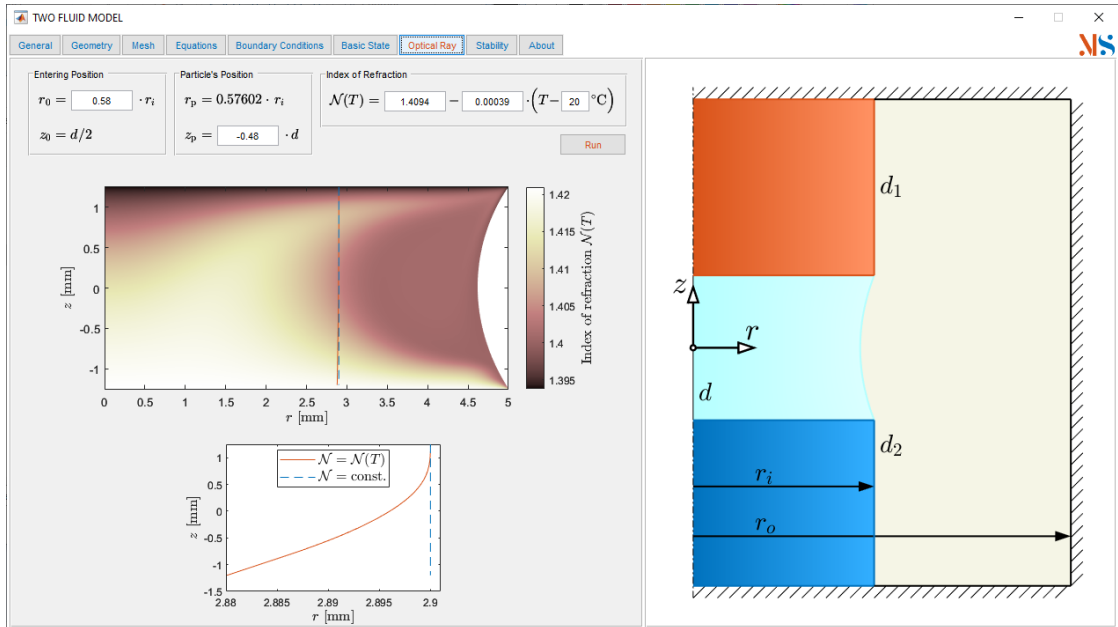 TWO FLUID MODEL
General Geometry Mesh Equations Boundary Conditions Basic State Optical Ray Stability About
MS
Entering Position
r₀ = 0.58 · rᵢ
z₀ = d/2
Particle's Position
rₚ = 0.57602 · rᵢ
zₚ = -0.48 · d
Index of Refraction
𝒩(T) = 1.4094 − 0.00039 · (T− 20 °C)
Run
1
0.5
0
-0.5
-1
z [mm]
0 0.5 1 1.5 2 2.5 3 3.5 4 4.5 5
r [mm]
1.42
1.415
1.41
1.405
1.4
1.395
Index of refraction 𝒩(T)
𝒩 = 𝒩(T)
𝒩 = const.
1
0.5
0
-0.5
-1
-1.5
z [mm]
2.88 2.885 2.89 2.895 2.9
r [mm]
d₁
z
r
d
d₂
rᵢ
rₒ